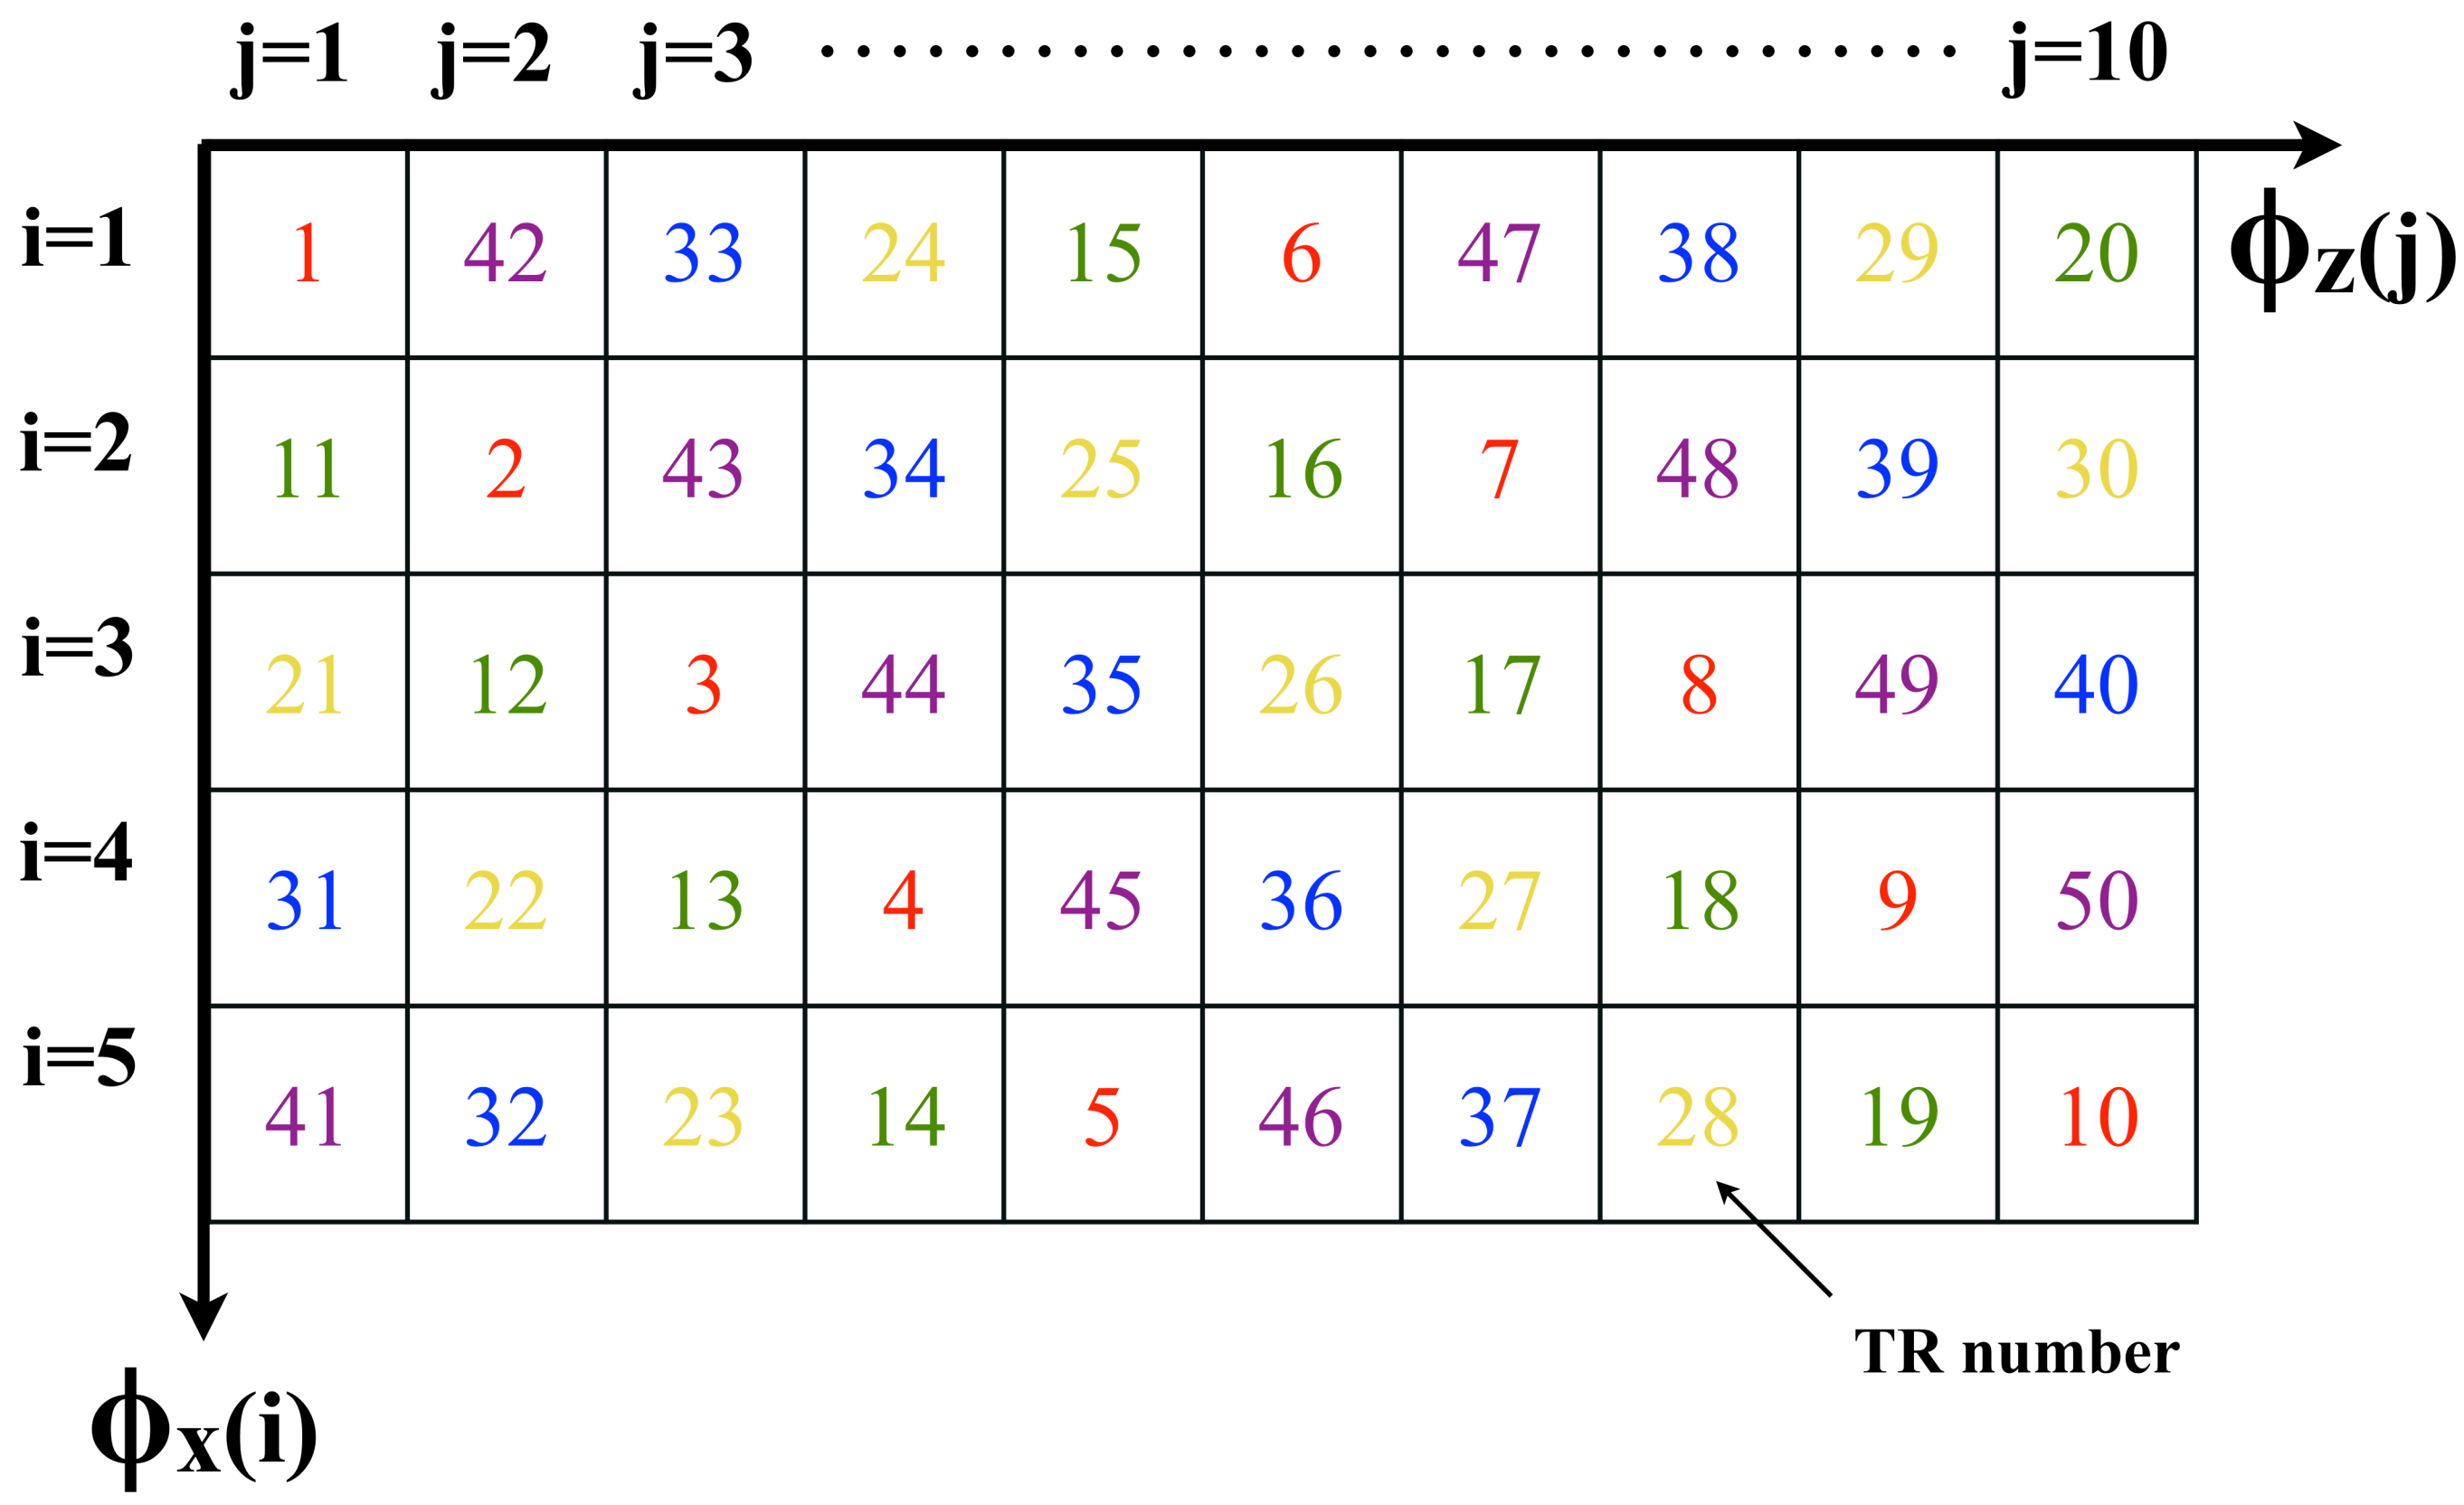 j=1 j=2 j=3 j=10
i=1 1 42 33 24 15 6 47 38 29 20 ϕz(j)
i=2 11 2 43 34 25 16 7 48 39 30
i=3 21 12 3 44 35 26 17 8 49 40
i=4 31 22 13 4 45 36 27 18 9 50
i=5 41 32 23 14 5 46 37 28 19 10
TR number
ϕx(i)